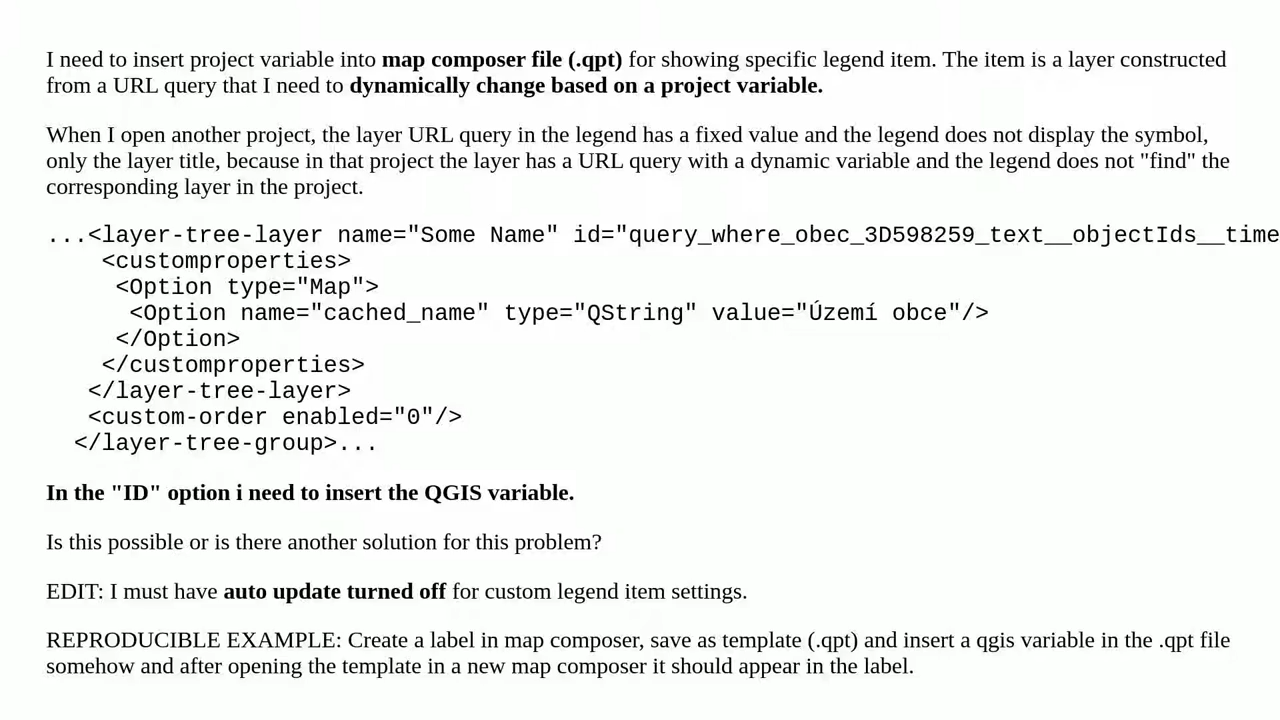 I need to insert project variable into map composer file (.qpt) for showing specific legend item. The item is a layer constructed
from a URL query that I need to dynamically change based on a project variable.
When I open another project, the layer URL query in the legend has a fixed value and the legend does not display the symbol,
only the layer title, because in that project the layer has a URL query with a dynamic variable and the legend does not "find" the
corresponding layer in the project.
...<layer-tree-layer name="Some Name" id="query_where_obec_3D598259_text__objectIds__time
<customproperties>
<Option type="Map">
<Option name="cached_name" type="QString" value="Území obce"/>
</Option>
</customproperties>
</layer-tree-layer>
<custom-order enabled="0"/>
</layer-tree-group>...
In the "ID" option i need to insert the QGIS variable.
Is this possible or is there another solution for this problem?
EDIT: I must have auto update turned off for custom legend item settings.
REPRODUCIBLE EXAMPLE: Create a label in map composer, save as template (.qpt) and insert a qgis variable in the .qpt file
somehow and after opening the template in a new map composer it should appear in the label.